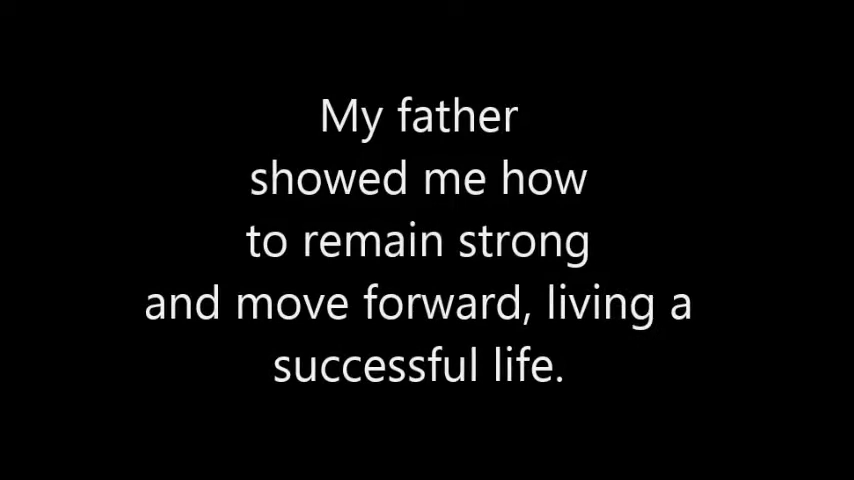 My father
showed me how
to remain strong
and move forward, living a
successful life.